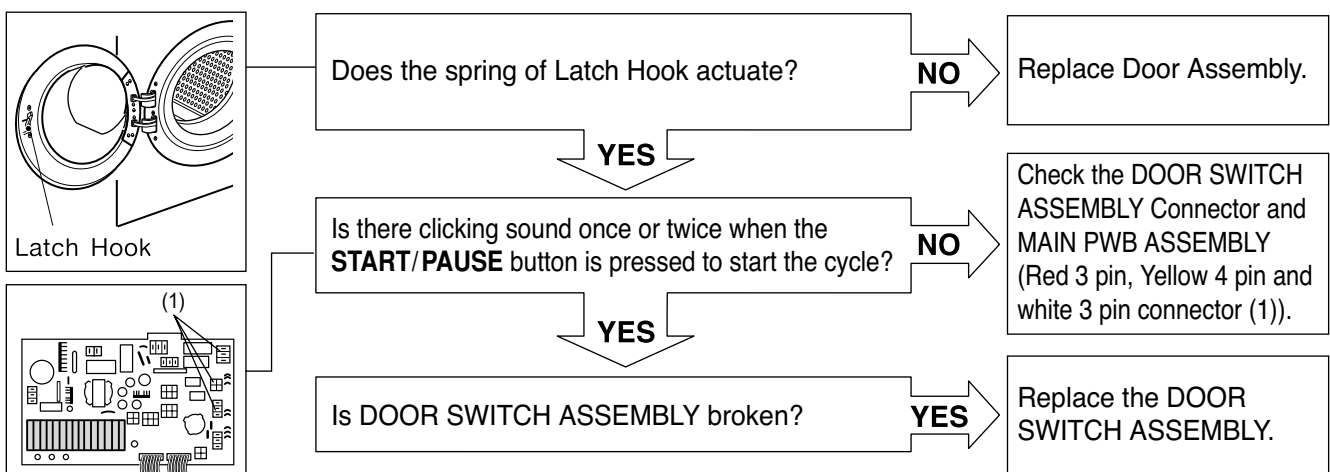 Latch Hook
Does the spring of Latch Hook actuate?
NO
Replace Door Assembly.
YES
Is there clicking sound once or twice when the
START/PAUSE button is pressed to start the cycle?
NO
Check the DOOR SWITCH
ASSEMBLY Connector and
MAIN PWB ASSEMBLY
(Red 3 pin, Yellow 4 pin and
white 3 pin connector (1)).
(1)
YES
Is DOOR SWITCH ASSEMBLY broken?
YES
Replace the DOOR
SWITCH ASSEMBLY.